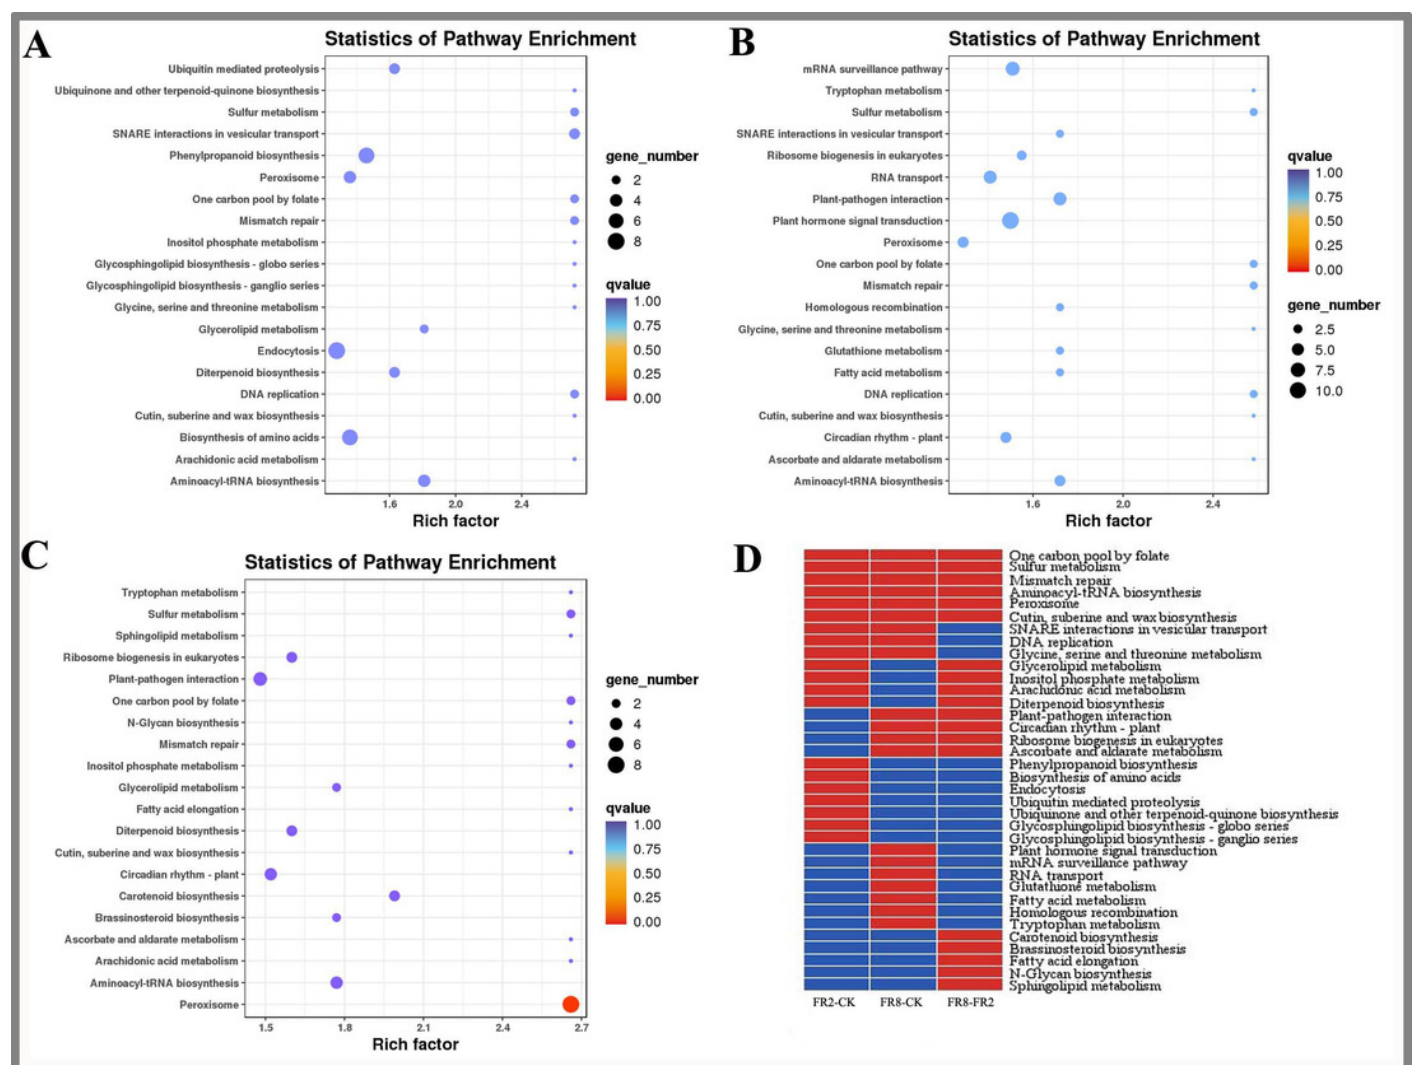 A
Statistics of Pathway Enrichment
Ubiquitin mediated proteolysis
Ubiquinone and other terpenoid-quinone biosynthesis
Sulfur metabolism
SNARE interactions in vesicular transport
Phenylpropanoid biosynthesis
Peroxisome
One carbon pool by folate
Mismatch repair
Inositol phosphate metabolism
Glycosphingolipid biosynthesis - globo series
Glycosphingolipid biosynthesis - ganglio series
Glycine, serine and threonine metabolism
Glycerolipid metabolism
Endocytosis
Diterpenoid biosynthesis
DNA replication
Cutin, suberine and wax biosynthesis
Biosynthesis of amino acids
Arachidonic acid metabolism
Aminoacyl-tRNA biosynthesis
1.6 2.0 2.4
Rich factor
gene_number
2
4
6
8
qvalue
1.00
0.75
0.50
0.25
0.00
B
Statistics of Pathway Enrichment
mRNA surveillance pathway
Tryptophan metabolism
Sulfur metabolism
SNARE interactions in vesicular transport
Ribosome biogenesis in eukaryotes
RNA transport
Plant-pathogen interaction
Plant hormone signal transduction
Peroxisome
One carbon pool by folate
Mismatch repair
Homologous recombination
Glycine, serine and threonine metabolism
Glutathione metabolism
Fatty acid metabolism
DNA replication
Cutin, suberine and wax biosynthesis
Circadian rhythm - plant
Ascorbate and aldarate metabolism
Aminoacyl-tRNA biosynthesis
1.6 2.0 2.4
Rich factor
qvalue
1.00
0.75
0.50
0.25
0.00
gene_number
2.5
5.0
7.5
10.0
C
Statistics of Pathway Enrichment
Tryptophan metabolism
Sulfur metabolism
Sphingolipid metabolism
Ribosome biogenesis in eukaryotes
Plant-pathogen interaction
One carbon pool by folate
N-Glycan biosynthesis
Mismatch repair
Inositol phosphate metabolism
Glycerolipid metabolism
Fatty acid elongation
Diterpenoid biosynthesis
Cutin, suberine and wax biosynthesis
Circadian rhythm - plant
Carotenoid biosynthesis
Brassinosteroid biosynthesis
Ascorbate and aldarate metabolism
Arachidonic acid metabolism
Aminoacyl-tRNA biosynthesis
Peroxisome
1.5 1.8 2.1 2.4 2.7
Rich factor
gene_number
2
4
6
8
qvalue
1.00
0.75
0.50
0.25
0.00
D
One carbon pool by folate
Sulfur metabolism
Mismatch repair
Aminoacyl-tRNA biosynthesis
Peroxisome
Cutin, suberine and wax biosynthesis
SNARE interactions in vesicular transport
DNA replication
Glycine, serine and threonine metabolism
Glycerolipid metabolism
Inositol phosphate metabolism
Arachidonic acid metabolism
Diterpenoid biosynthesis
Plant-pathogen interaction
Circadian rhythm - plant
Ribosome biogenesis in eukaryotes
Ascorbate and aldarate metabolism
Phenylpropanoid biosynthesis
Biosynthesis of amino acids
Endocytosis
Ubiquitin mediated proteolysis
Ubiquinone and other terpenoid-quinone biosynthesis
Glycosphingolipid biosynthesis - globo series
Glycosphingolipid biosynthesis - ganglio series
Plant hormone signal transduction
mRNA surveillance pathway
RNA transport
Glutathione metabolism
Fatty acid metabolism
Homologous recombination
Tryptophan metabolism
Carotenoid biosynthesis
Brassinosteroid biosynthesis
Fatty acid elongation
N-Glycan biosynthesis
Sphingolipid metabolism
FR2-CK FR8-CK FR8-FR2